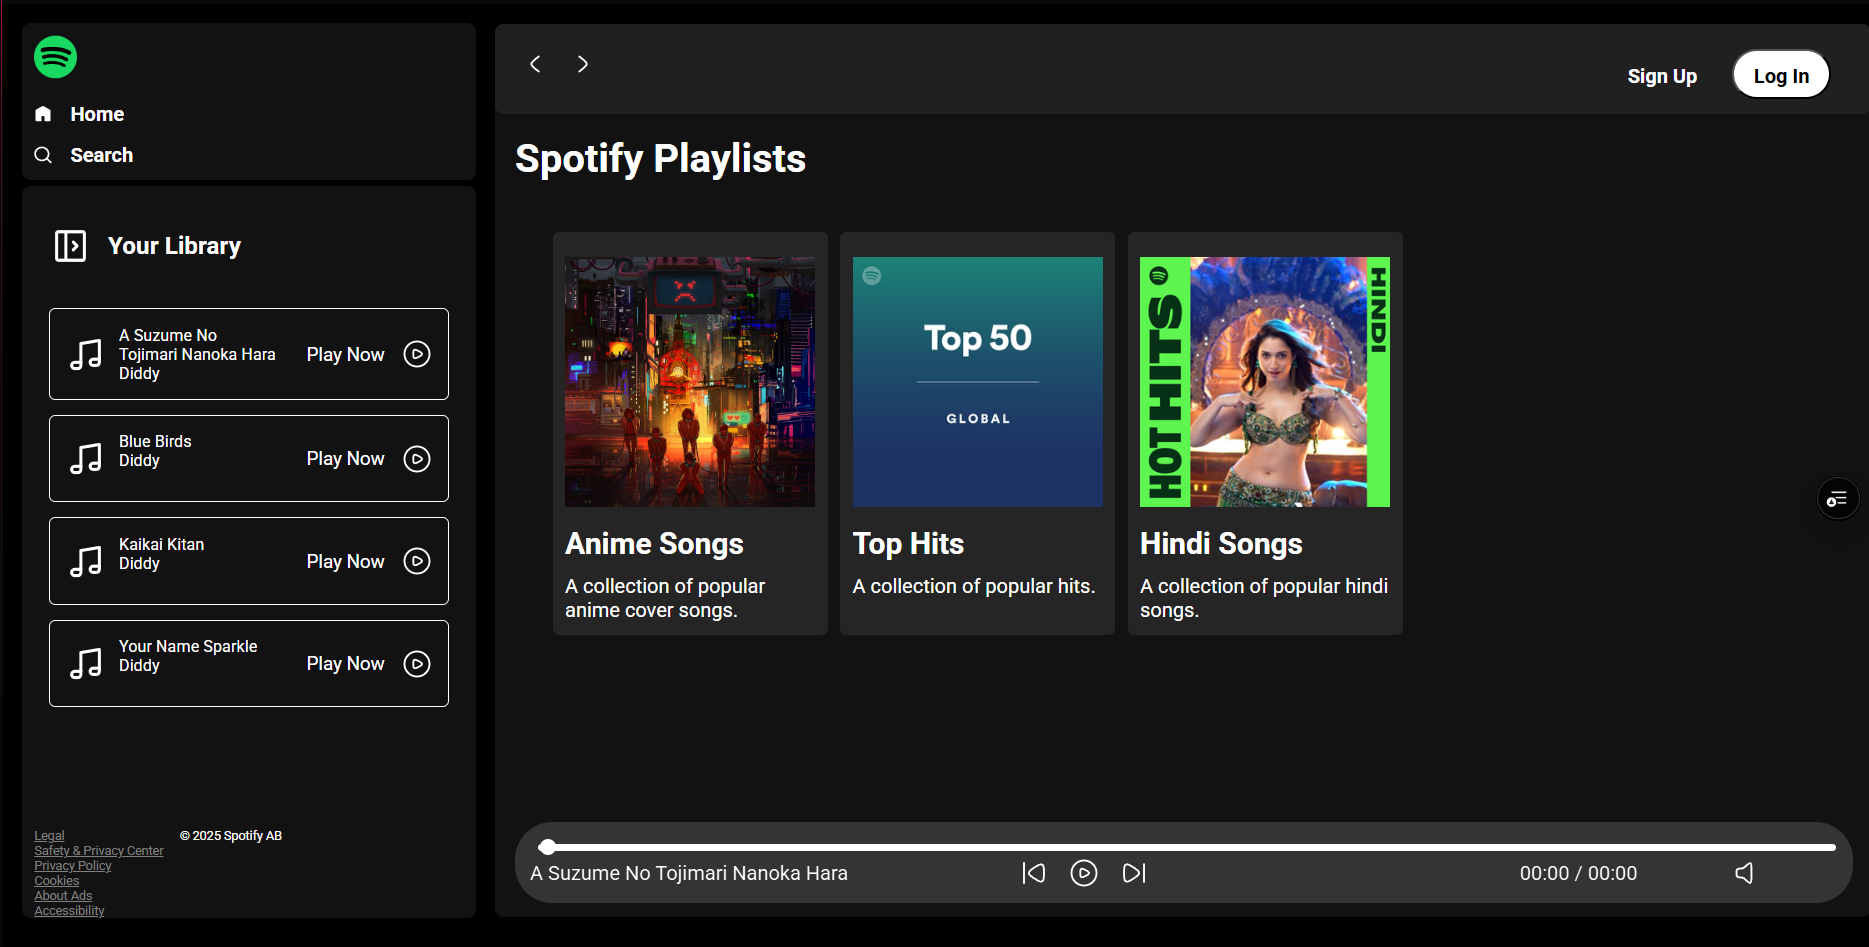 Home
Search
Your Library
A Suzume No
Tojimari Nanoka Hara
Diddy
Play Now
Blue Birds
Diddy
Play Now
Kaikai Kitan
Diddy
Play Now
Your Name Sparkle
Diddy
Play Now
Legal
Safety & Privacy Center
Privacy Policy
Cookies
About Ads
Accessibility
© 2025 Spotify AB
Sign Up
Log In
Spotify Playlists
Anime Songs
A collection of popular
anime cover songs.
Top 50
GLOBAL
Top Hits
A collection of popular hits.
HOT HITS
HINDI
Hindi Songs
A collection of popular hindi
songs.
A Suzume No Tojimari Nanoka Hara
00:00 / 00:00